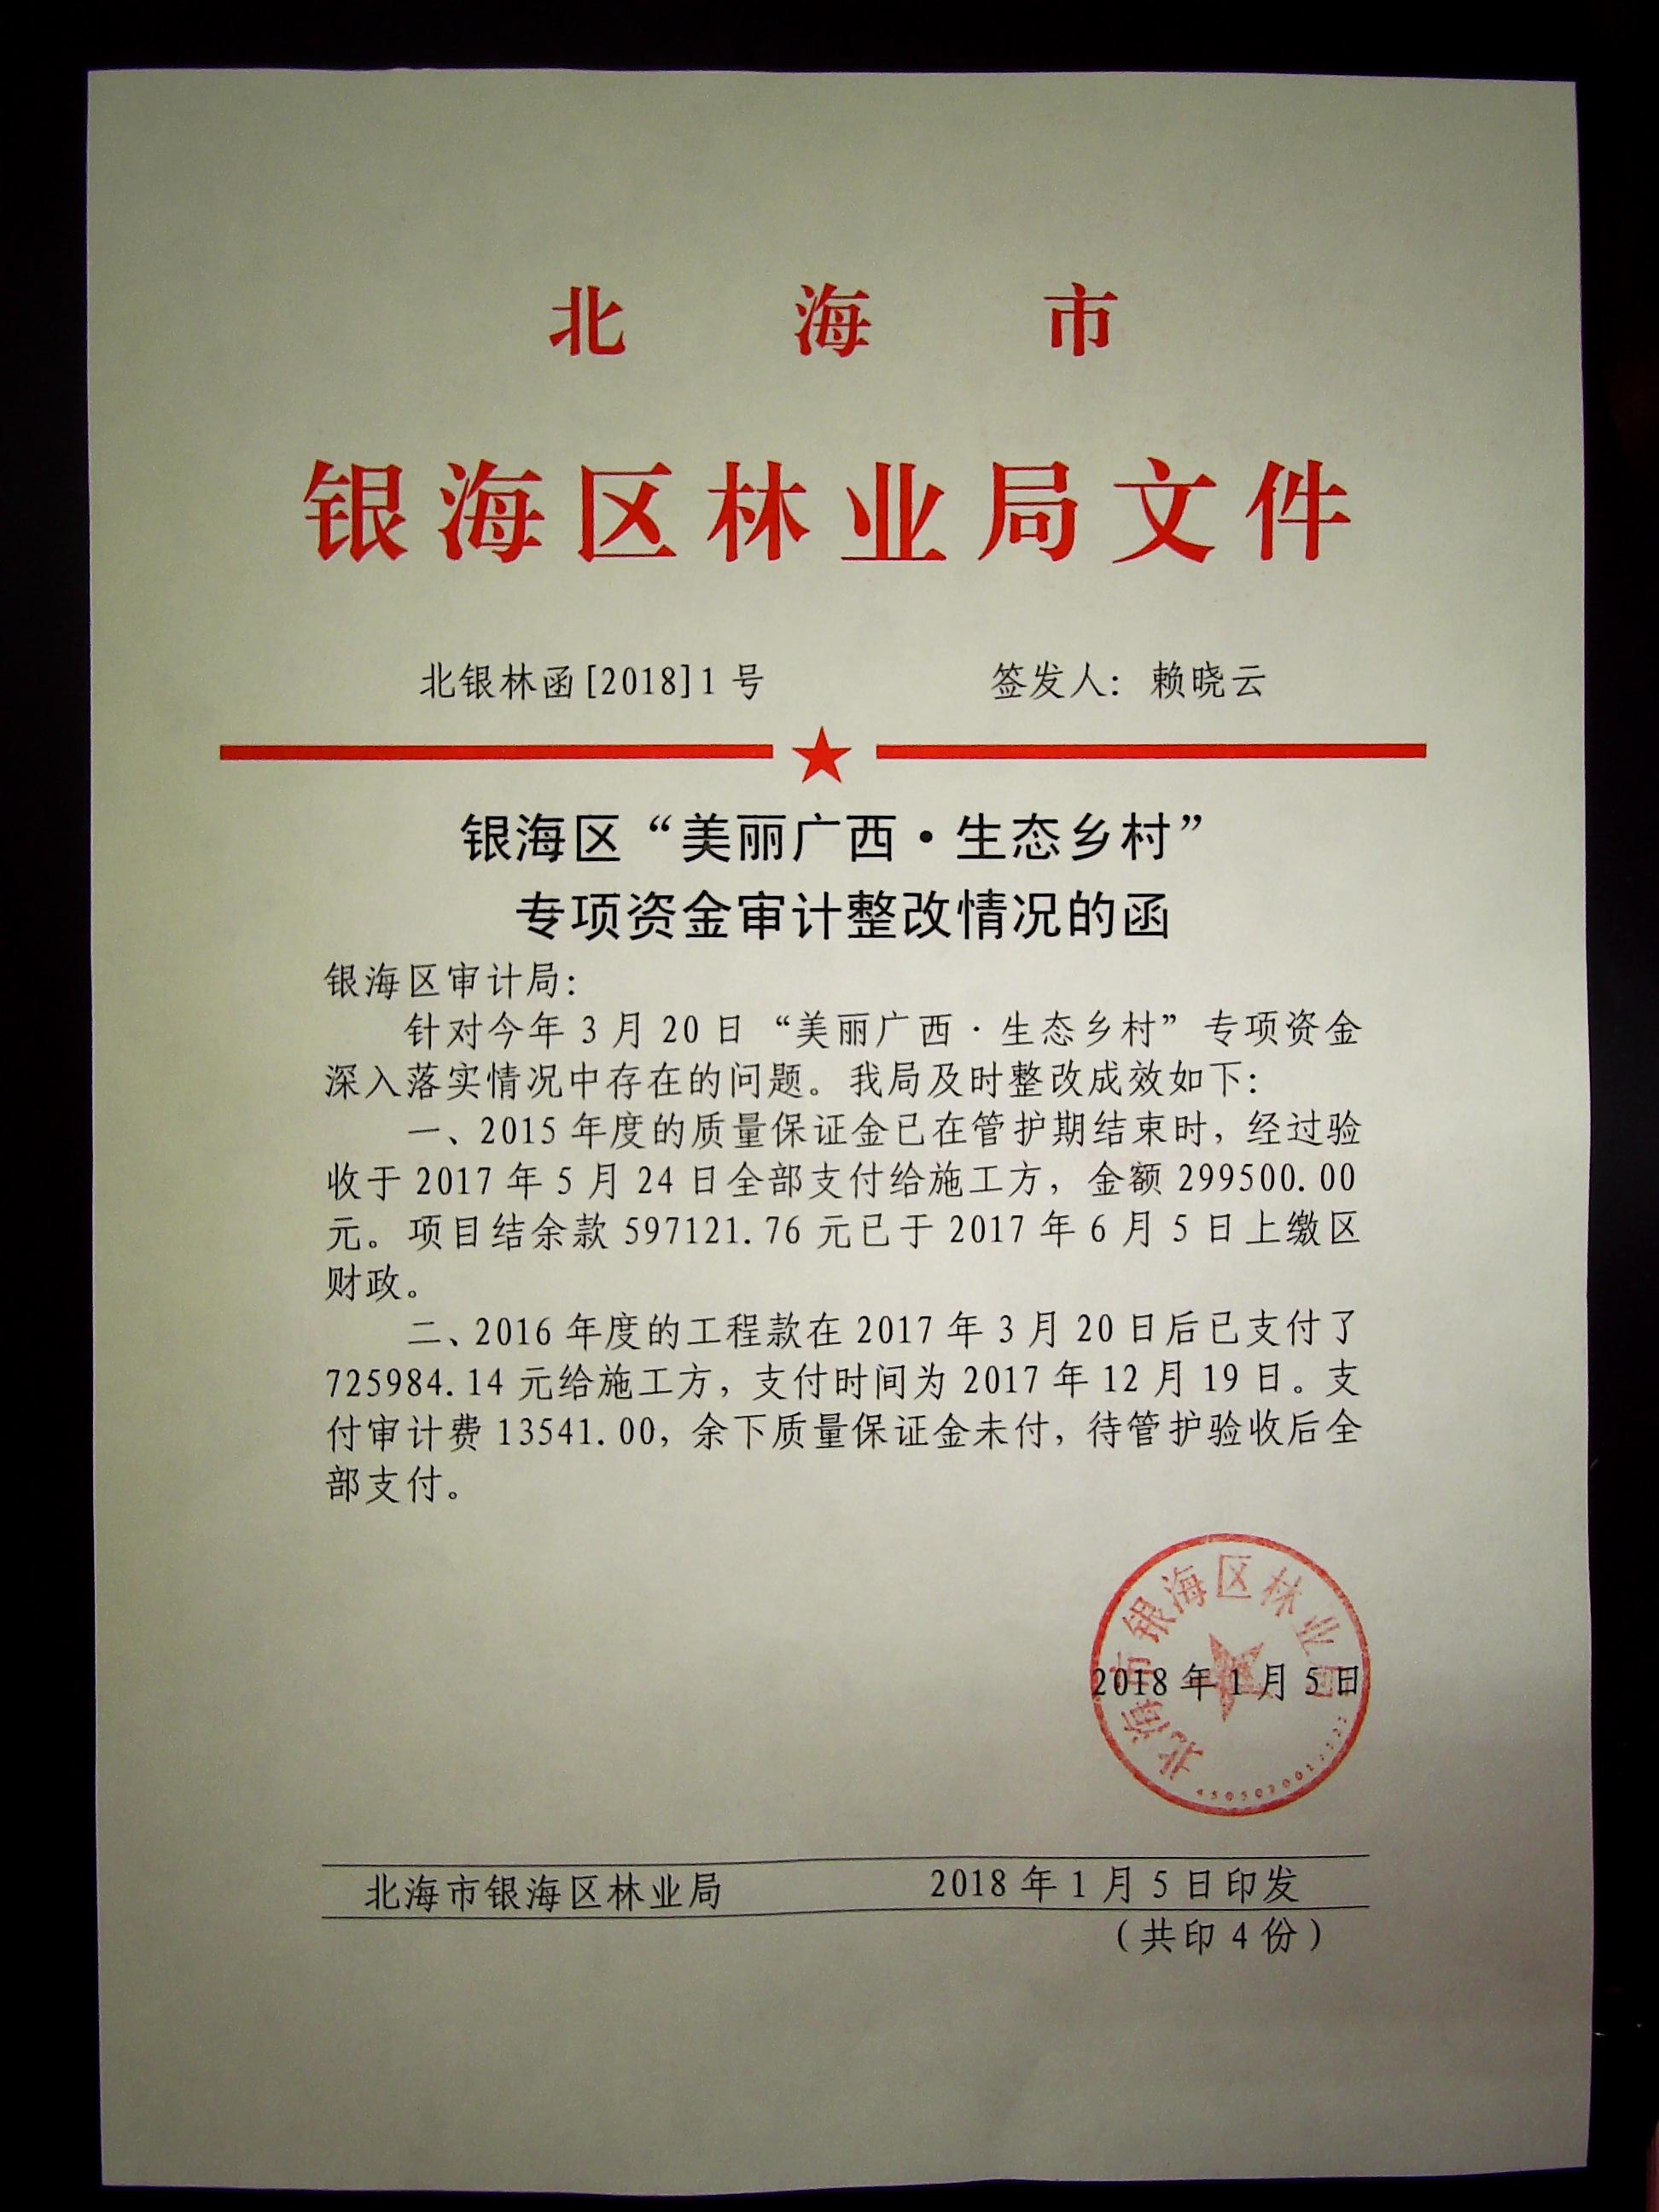 北海市
银海区林业局文件
北银林函[2018]1号 签发人：赖晓云
银海区“美丽广西·生态乡村”
专项资金审计整改情况的函
银海区审计局：
针对今年3月20日“美丽广西·生态乡村”专项资金
深入落实情况中存在的问题。我局及时整改成效如下：
一、2015年度的质量保证金已在管护期结束时，经过验
收于2017年5月24日全部支付给施工方，金额299500.00
元。项目结余款597121.76元已于2017年6月5日上缴区
财政。
二、2016年度的工程款在2017年3月20日后已支付了
725984.14元给施工方，支付时间为2017年12月19日。支
付审计费13541.00，余下质量保证金未付，待管护验收后全
部支付。
北海市银海区林业局
2018年1月5日
北海市银海区林业局 2018年1月5日印发
（共印4份）